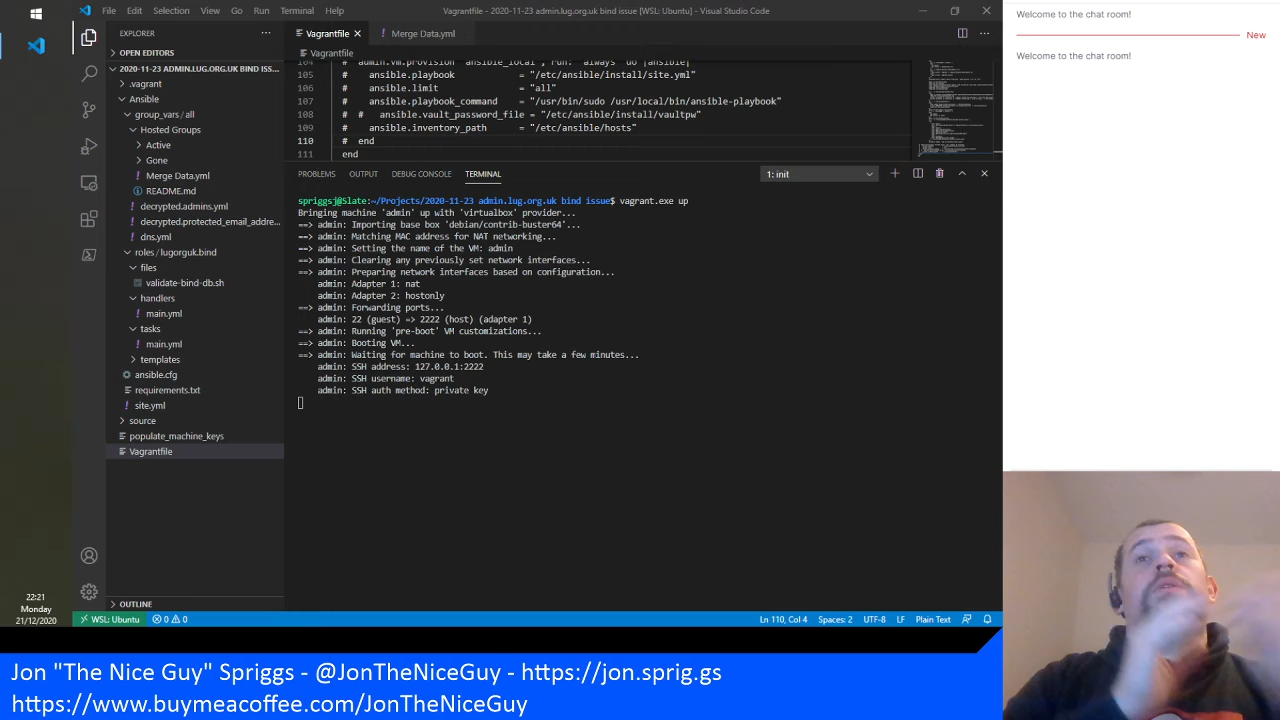 File Edit Selection View Go Run Terminal Help
Vagrantfile - 2020-11-23 admin.lug.org.uk bind issue [WSL: Ubuntu] - Visual Studio Code
EXPLORER
OPEN EDITORS
2020-11-23 ADMIN.LUG.ORG.UK BIND ISS...
.vagrant
Ansible
group_vars / all
Hosted Groups
Active
Gone
Merge Data.yml
README.md
decrypted.admins.yml
decrypted.protected_email_addre...
dns.yml
roles / lugorguk.bind
files
validate-bind-db.sh
handlers
main.yml
tasks
main.yml
templates
ansible.cfg
requirements.txt
site.yml
source
populate_machine_keys
Vagrantfile
OUTLINE
Vagrantfile Merge Data.yml
Vagrantfile
104 # admin.vm.provision "ansible_local", run: "always" do |ansible|
105 # ansible.playbook = "/etc/ansible/install/site.yml"
106 # ansible.limit = "all"
107 # ansible.playbook_command = "/usr/bin/sudo /usr/local/bin/ansible-playbook"
108 # # ansible.vault_password_file = "/etc/ansible/install/vaultpw"
109 # ansible.inventory_path = "/etc/ansible/hosts"
110 # end
111 end
PROBLEMS OUTPUT DEBUG CONSOLE TERMINAL 1: init
spriggsj@Slate:~/Projects/2020-11-23 admin.lug.org.uk bind issue$ vagrant.exe up
Bringing machine 'admin' up with 'virtualbox' provider...
==> admin: Importing base box 'debian/contrib-buster64'...
==> admin: Matching MAC address for NAT networking...
==> admin: Setting the name of the VM: admin
==> admin: Clearing any previously set network interfaces...
==> admin: Preparing network interfaces based on configuration...
admin: Adapter 1: nat
admin: Adapter 2: hostonly
==> admin: Forwarding ports...
admin: 22 (guest) => 2222 (host) (adapter 1)
==> admin: Running 'pre-boot' VM customizations...
==> admin: Booting VM...
==> admin: Waiting for machine to boot. This may take a few minutes...
admin: SSH address: 127.0.0.1:2222
admin: SSH username: vagrant
admin: SSH auth method: private key
22:21
Monday
21/12/2020
WSL: Ubuntu 0 0 Ln 110, Col 4 Spaces: 2 UTF-8 LF Plain Text
Welcome to the chat room!
New
Welcome to the chat room!
Jon "The Nice Guy" Spriggs - @JonTheNiceGuy - https://jon.sprig.gs
https://www.buymeacoffee.com/JonTheNiceGuy